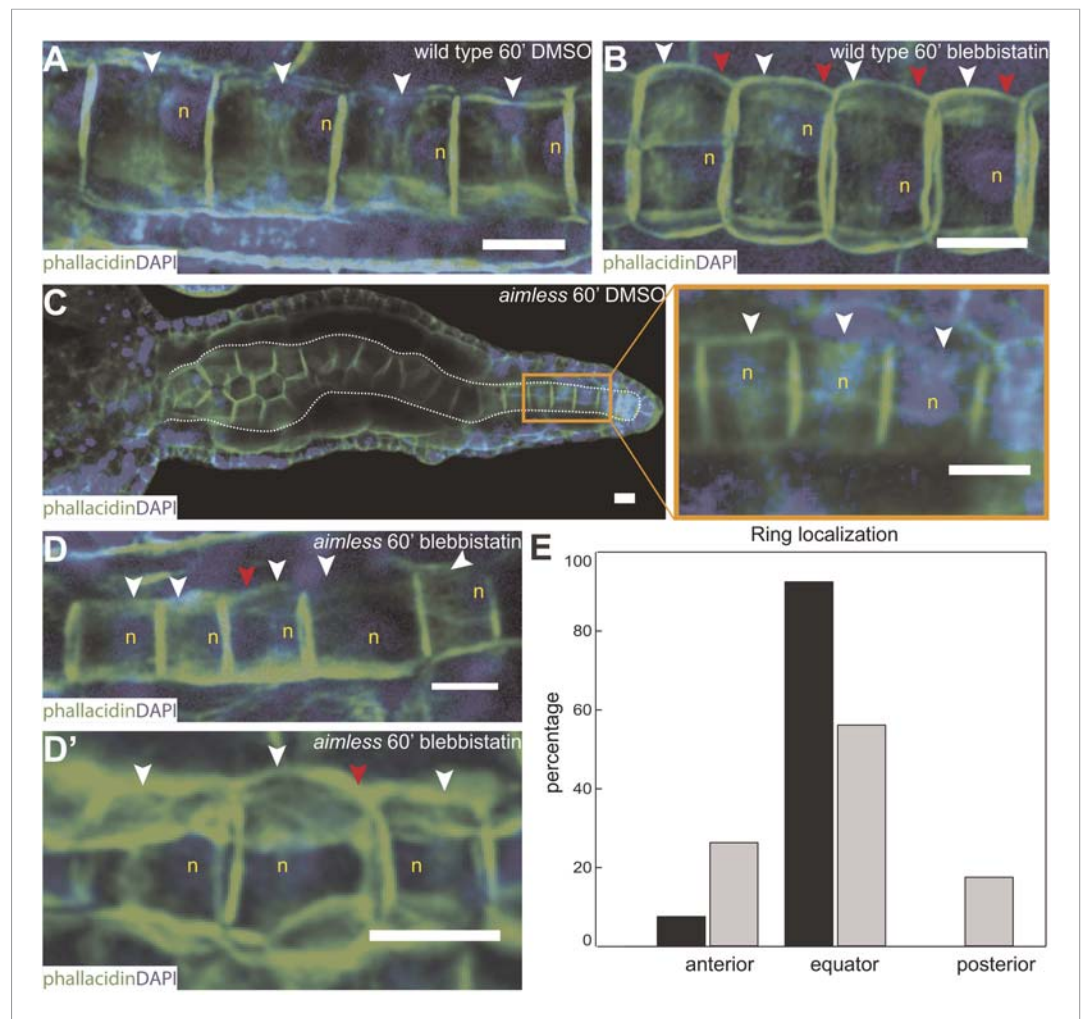 A
wild type 60’ DMSO
n
n
n
n
phallacidinDAPI
B
wild type 60’ blebbistatin
n
n
n
n
phallacidinDAPI
C
aimless 60’ DMSO
phallacidinDAPI
n
n
n
D
aimless 60’ blebbistatin
n
n
n
n
n
phallacidinDAPI
D’
aimless 60’ blebbistatin
n
n
n
phallacidinDAPI
E
Ring localization
percentage
100
80
60
40
20
0
anterior
equator
posterior